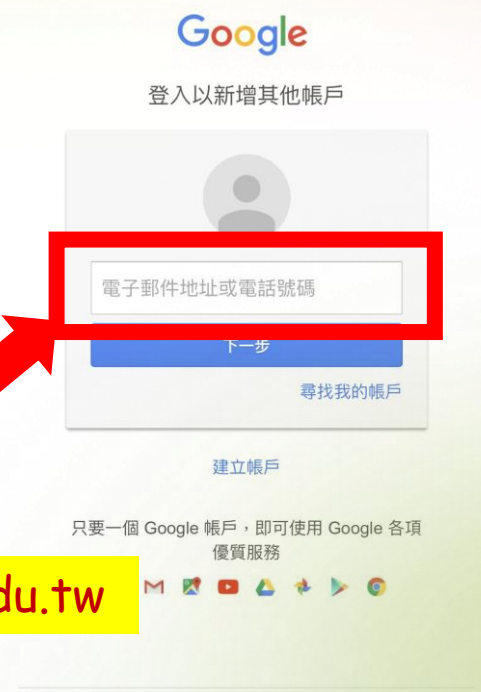 Google
登入以新增其他帳戶
電子郵件地址或電話號碼
下一步
尋找我的帳戶
建立帳戶
只要一個 Google 帳戶,即可使用 Google 各項
優質服務
du.tw